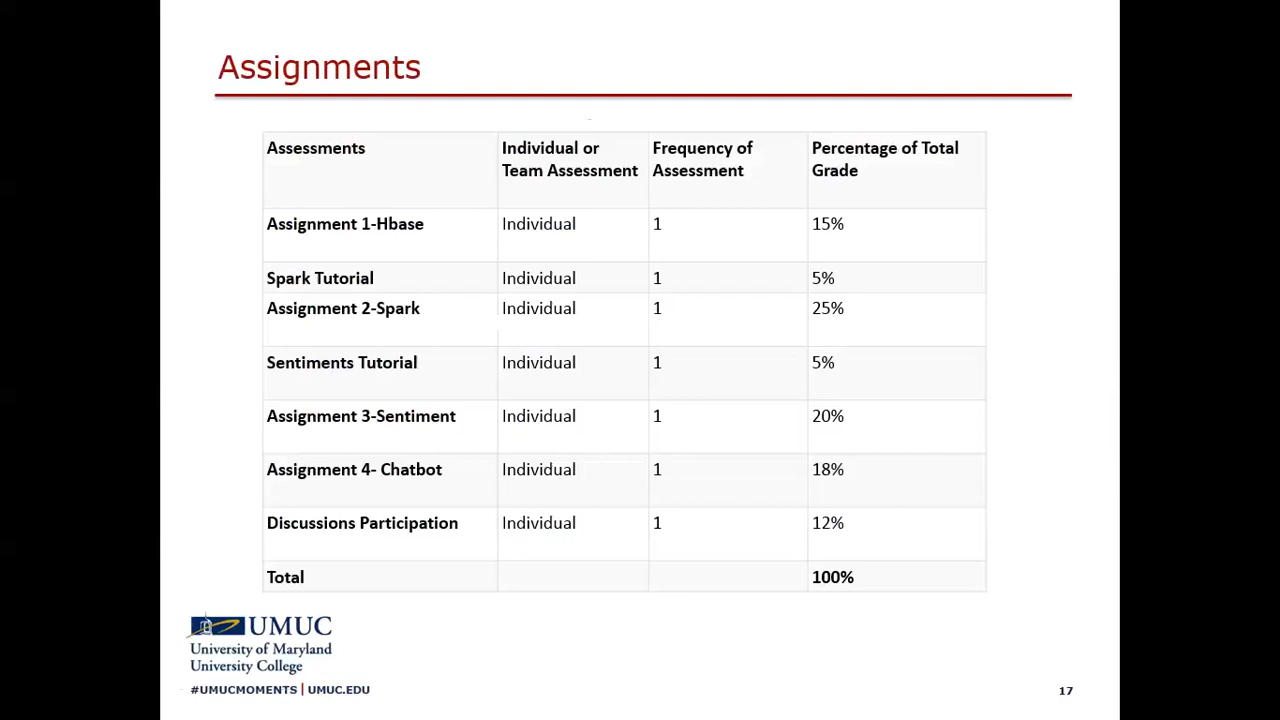 Assignments
Assessments Individual or Team Assessment Frequency of Assessment Percentage of Total Grade
Assignment 1-Hbase Individual 1 15%
Spark Tutorial Individual 1 5%
Assignment 2-Spark Individual 1 25%
Sentiments Tutorial Individual 1 5%
Assignment 3-Sentiment Individual 1 20%
Assignment 4- Chatbot Individual 1 18%
Discussions Participation Individual 1 12%
Total 100%
UMUC
University of Maryland
University College
#UMUCMOMENTS | UMUC.EDU 17